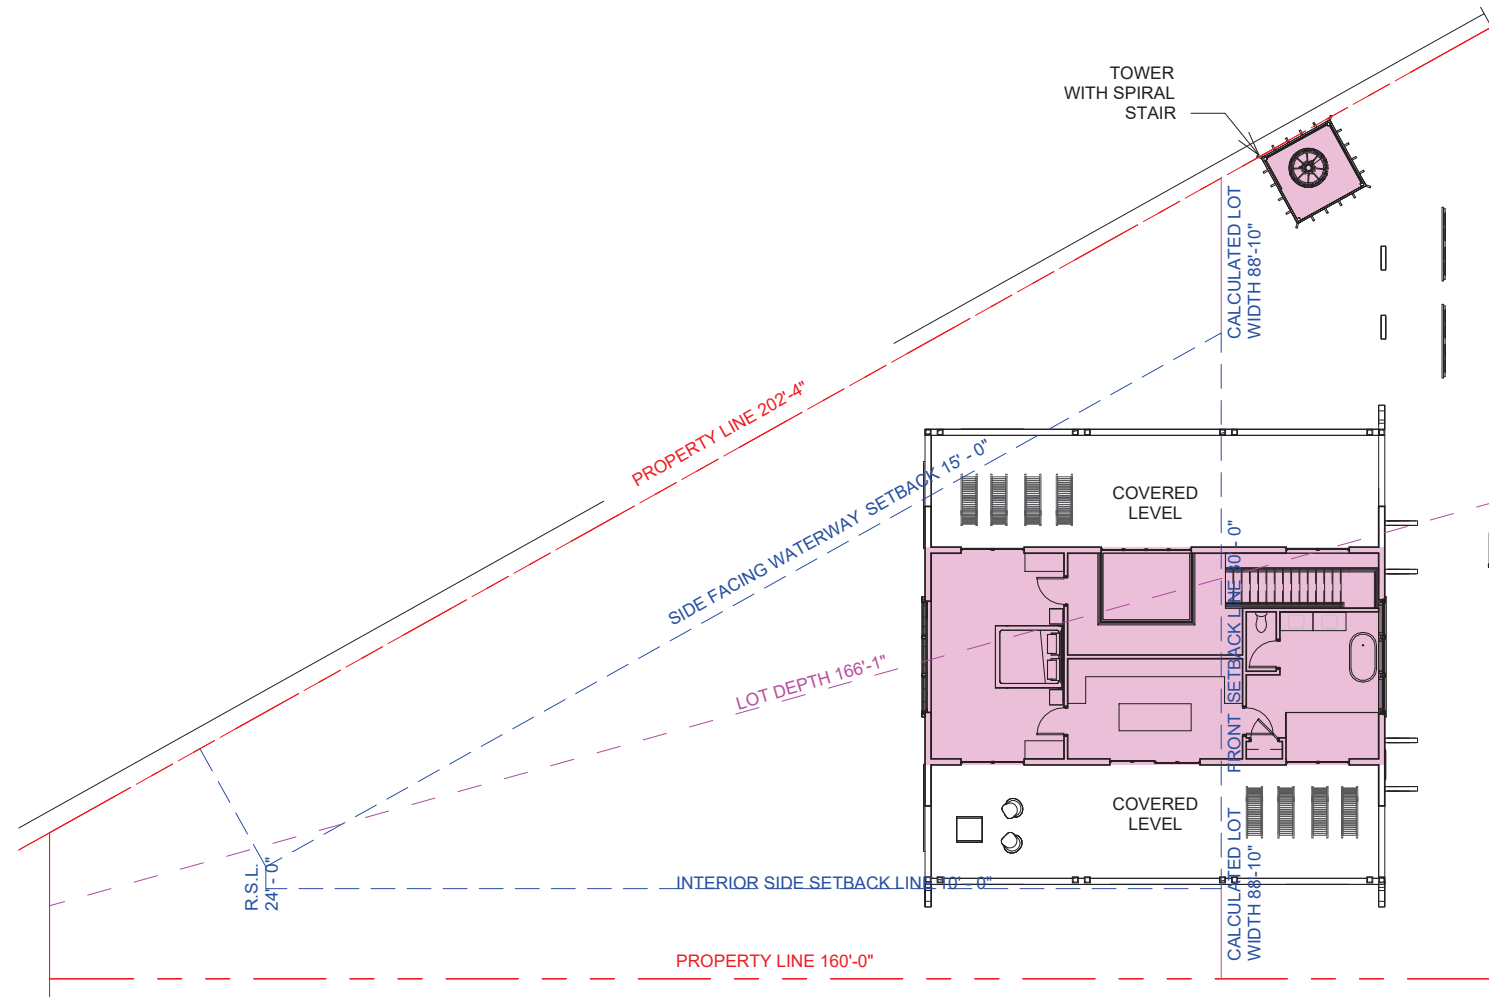 TOWER
WITH SPIRAL
STAIR
CALCULATED LOT
WIDTH 88'-10"
PROPERTY LINE 202'-4"
SIDE FACING WATERWAY SETBACK 15' - 0"
COVERED
LEVEL
LOT DEPTH 166'-1"
FRONT SETBACK LINE 30' - 0"
COVERED
LEVEL
R.S.L.
24' - 0"
INTERIOR SIDE SETBACK LINE 10' - 0"
CALCULATED LOT
WIDTH 88'-10"
PROPERTY LINE 160'-0"